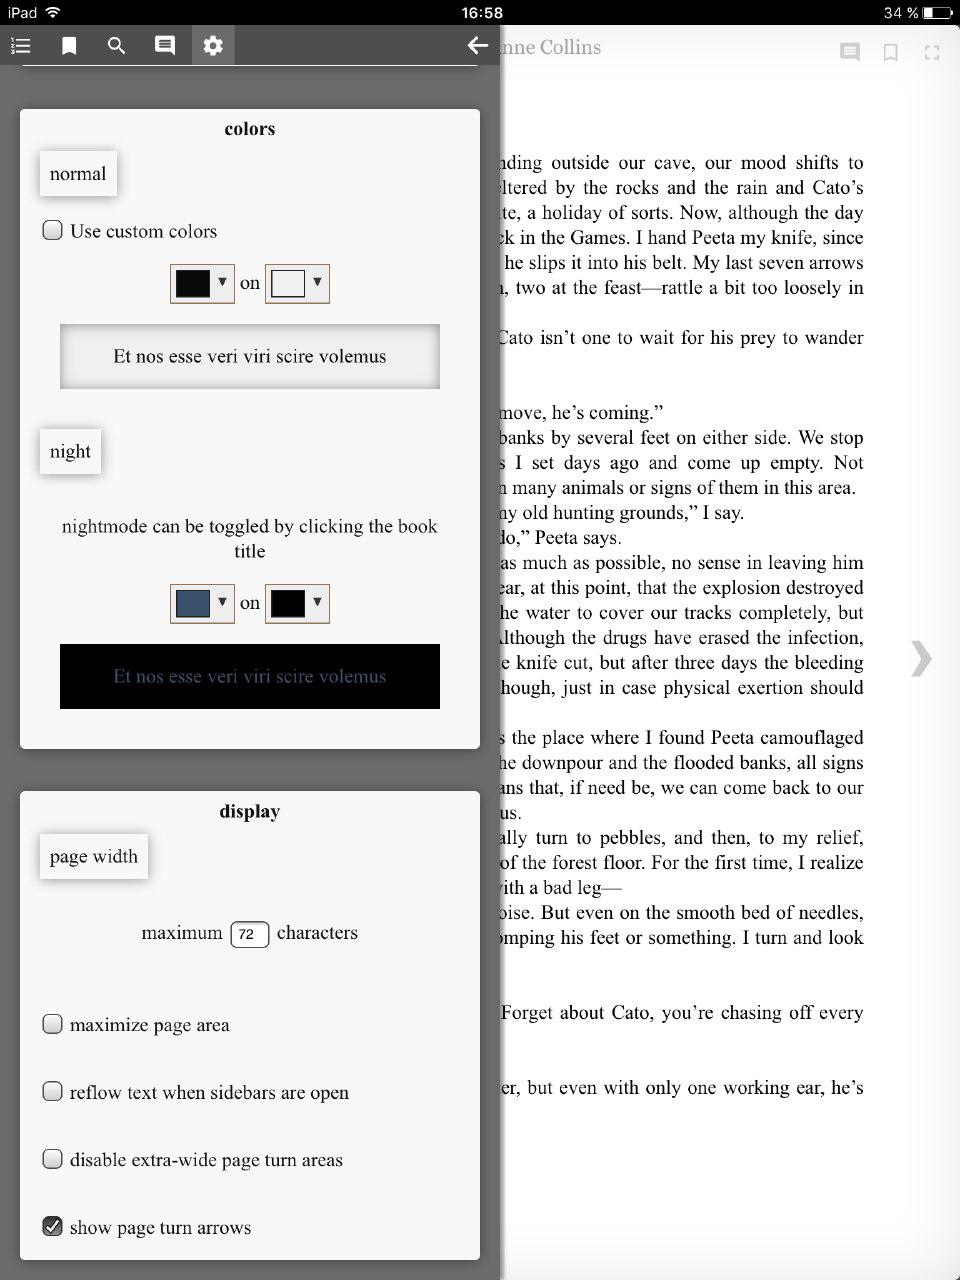 iPad 16:58 34 %
nne Collins
colors
normal
Use custom colors
on
Et nos esse veri viri scire volemus
night
nightmode can be toggled by clicking the book
title
on
Et nos esse veri viri scire volemus
display
page width
maximum 72 characters
maximize page area
reflow text when sidebars are open
disable extra-wide page turn areas
show page turn arrows
nding outside our cave, our mood shifts to
ltered by the rocks and the rain and Cato’s
te, a holiday of sorts. Now, although the day
ck in the Games. I hand Peeta my knife, since
he slips it into his belt. My last seven arrows
, two at the feast—rattle a bit too loosely in
Cato isn’t one to wait for his prey to wander
move, he’s coming.”
banks by several feet on either side. We stop
s I set days ago and come up empty. Not
n many animals or signs of them in this area.
ny old hunting grounds,” I say.
do,” Peeta says.
as much as possible, no sense in leaving him
ear, at this point, that the explosion destroyed
he water to cover our tracks completely, but
Although the drugs have erased the infection,
e knife cut, but after three days the bleeding
hough, just in case physical exertion should
s the place where I found Peeta camouflaged
he downpour and the flooded banks, all signs
ans that, if need be, we can come back to our
us.
ally turn to pebbles, and then, to my relief,
of the forest floor. For the first time, I realize
ith a bad leg—
oise. But even on the smooth bed of needles,
omping his feet or something. I turn and look
Forget about Cato, you’re chasing off every
er, but even with only one working ear, he’s